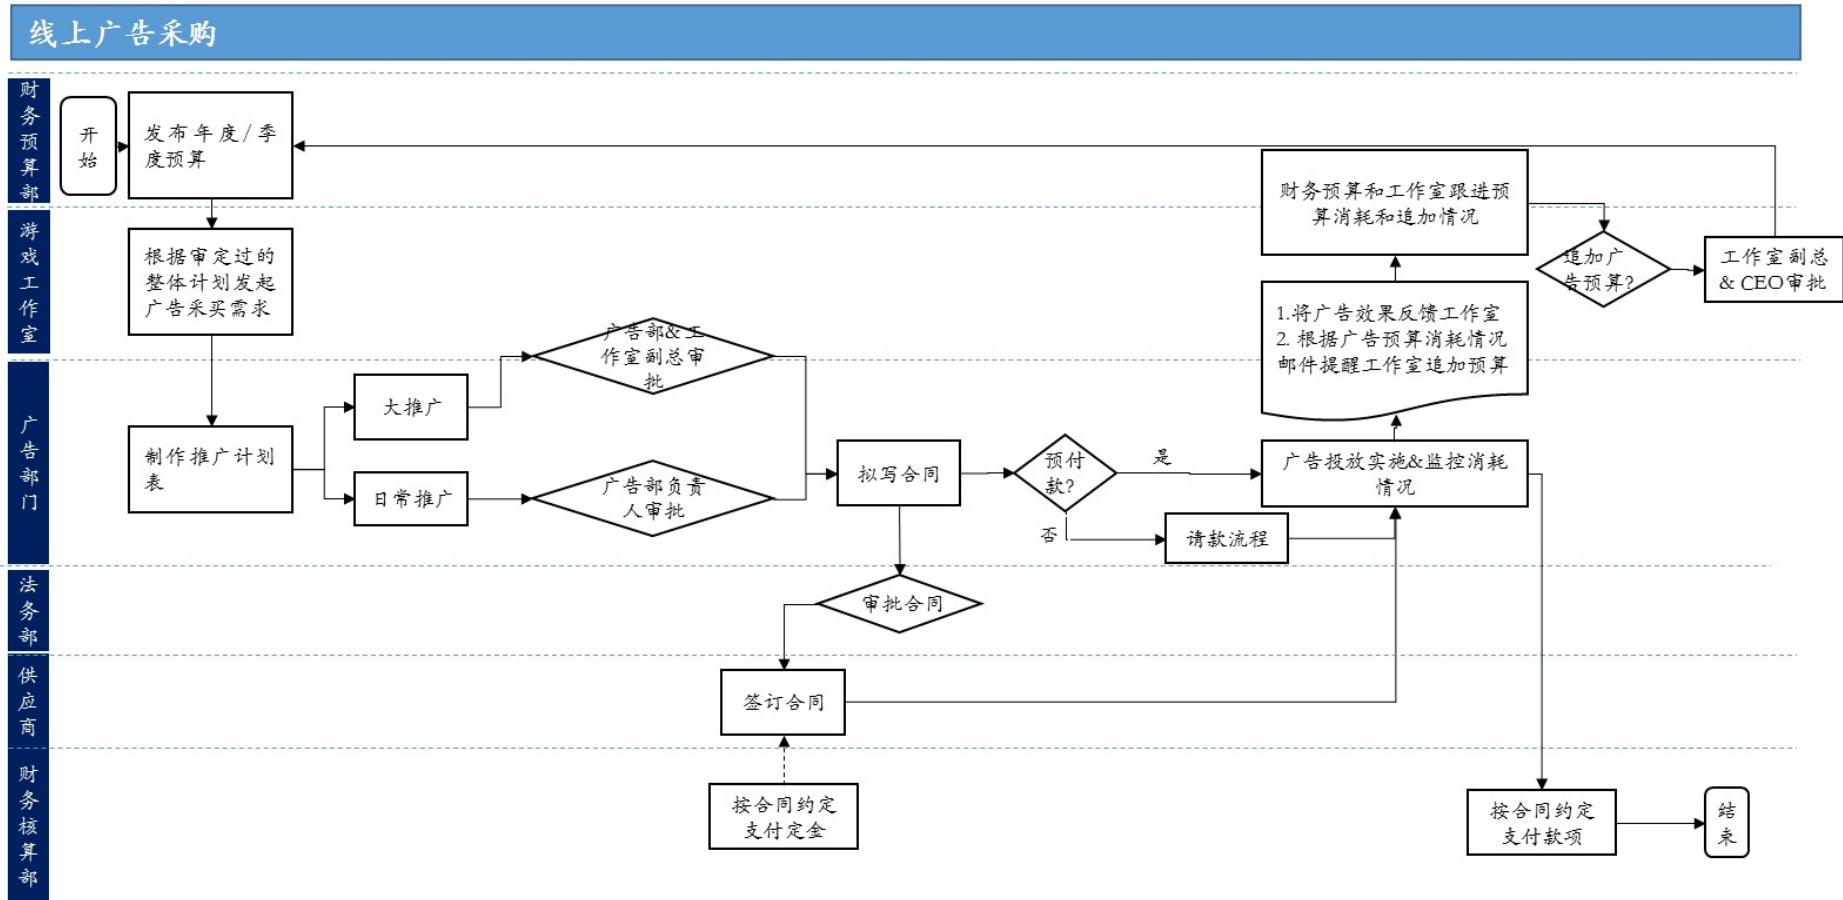 线上广告采购
财
务
预
算
部
开
始
发布年度/季
度预算
财务预算和工作室跟进预
算消耗和追加情况
游
戏
工
作
室
根据审定过的
整体计划发起
广告采买需求
追加广
告预算?
工作室副总
& CEO审批
1.将广告效果反馈工作室
2. 根据广告预算消耗情况
邮件提醒工作室追加预算
广告部&工
作室副总审
批
广
告
部
门
制作推广计划
表
大推广
日常推广
广告部负责
人审批
拟写合同
预付
款?
是
否
请款流程
广告投放实施&监控消耗
情况
法
务
部
审批合同
供
应
商
签订合同
财
务
核
算
部
按合同约定
支付定金
按合同约定
支付款项
结
束